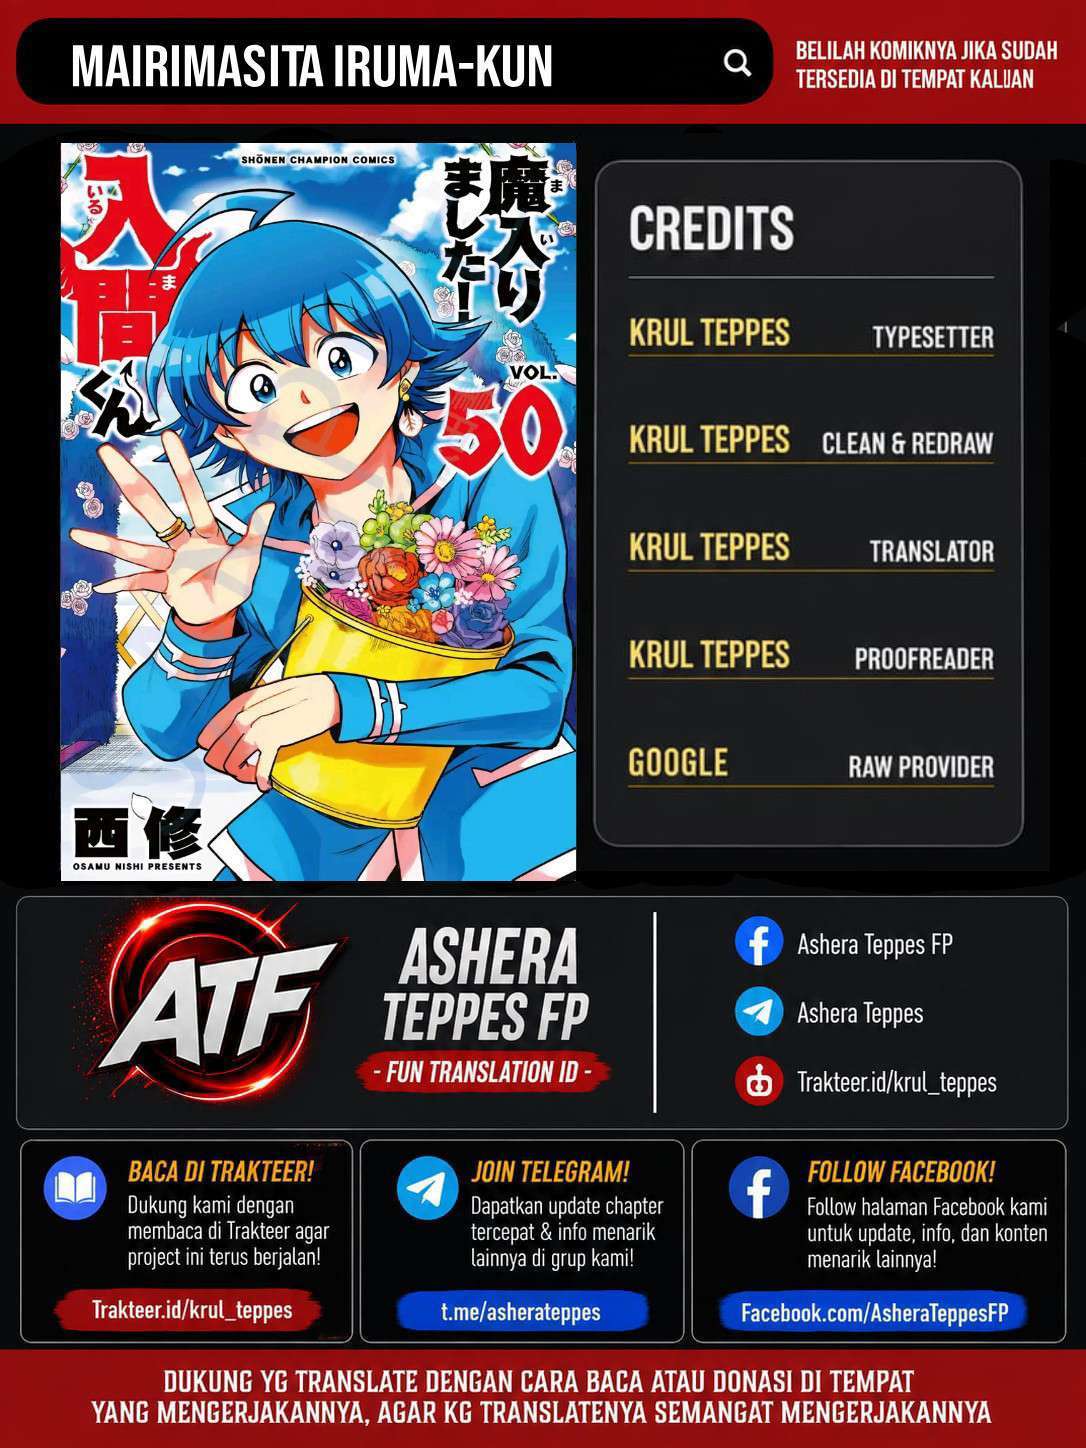 MAIRIMASITA IRUMA-KUN
BELILAH KOMIKNYA JIKA SUDAH
TERSEDIA DI TEMPAT KALIAN
SHŌNEN CHAMPION COMICS
魔入り
ました!
入間くん
いるま
まい
VOL.
50
西修
OSAMU NISHI PRESENTS
CREDITS
KRUL TEPPES TYPESETTER
KRUL TEPPES CLEAN & REDRAW
KRUL TEPPES TRANSLATOR
KRUL TEPPES PROOFREADER
GOOGLE RAW PROVIDER
ATF
ASHERA
TEPPES FP
- FUN TRANSLATION ID -
Ashera Teppes FP
Ashera Teppes
Trakteer.id/krul_teppes
BACA DI TRAKTEER!
Dukung kami dengan
membaca di Trakteer agar
project ini terus berjalan!
Trakteer.id/krul_teppes
JOIN TELEGRAM!
Dapatkan update chapter
tercepat & info menarik
lainnya di grup kami!
t.me/asherateppes
FOLLOW FACEBOOK!
Follow halaman Facebook kami
untuk update, info, dan konten
menarik lainnya!
Facebook.com/AsheraTeppesFP
DUKUNG YG TRANSLATE DENGAN CARA BACA ATAU DONASI DI TEMPAT
YANG MENGERJAKANNYA, AGAR KG TRANSLATENYA SEMANGAT MENGERJAKANNYA